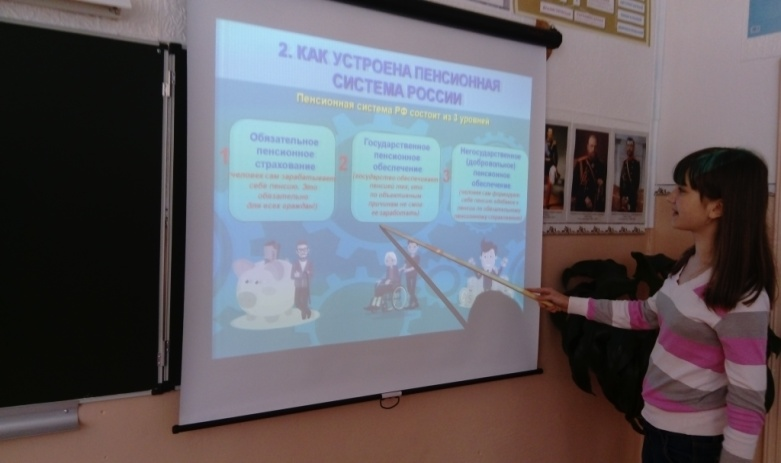 2. КАК УСТРОЕНА ПЕНСИОННАЯ
СИСТЕМА РОССИИ
Пенсионная система РФ состоит из 3 уровней
1
Обязательное
пенсионное
страхование
человек сам зарабатывает
себе пенсию. Это
обязательно
для всех граждан!
2
Государственное
пенсионное
обеспечение
государство обеспечивает
пенсией тех, кто
по объективным
причинам не смог
ее заработать!
3
Негосударственное
(добровольное)
пенсионное
обеспечение
человек сам формирует
себе пенсию